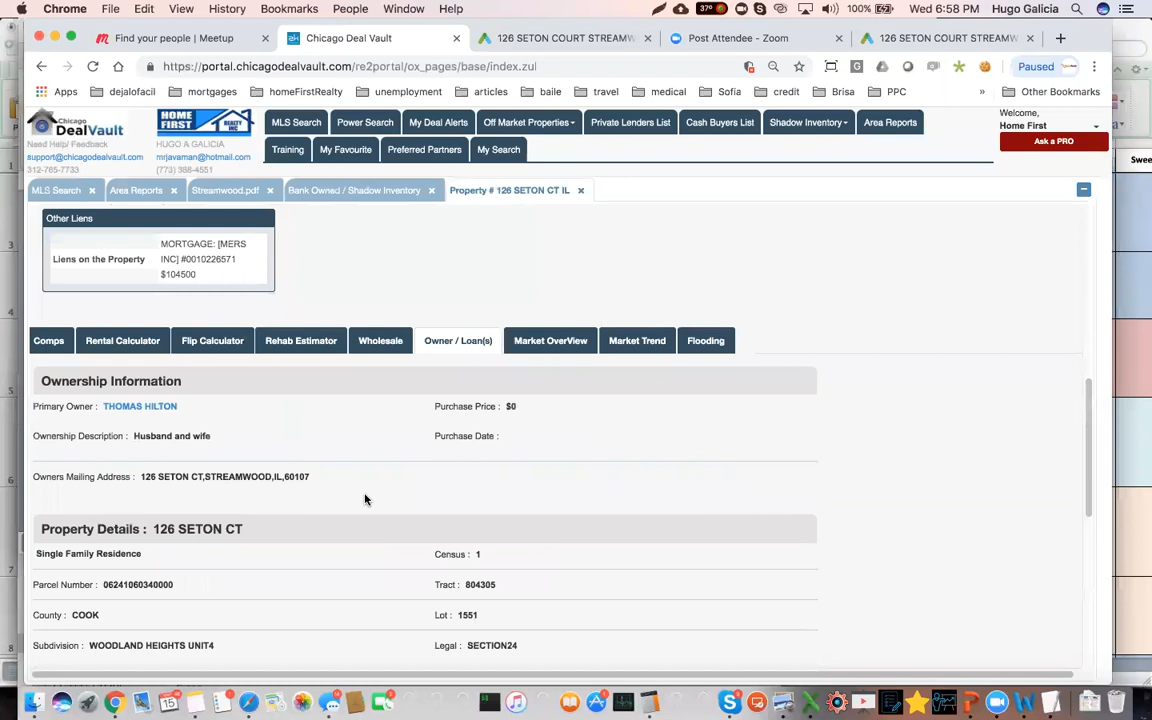 Chrome File Edit View History Bookmarks People Window Help 37° 100% Wed 6:58 PM Hugo Galicia
Find your people | Meetup Chicago Deal Vault 126 SETON COURT STREAMW Post Attendee - Zoom 126 SETON COURT STREAMW
https://portal.chicagodealvault.com/re2portal/ox_pages/base/index.zul Paused
Apps dejalofacil mortgages homeFirstRealty unemployment articles baile travel medical Sofia credit Brisa PPC » Other Bookmarks
Chicago DealVault
HOME FIRST REALTY INC
MLS Search Power Search My Deal Alerts Off Market Properties Private Lenders List Cash Buyers List Shadow Inventory Area Reports
Welcome,
Home First
Ask a PRO
Need Help/ Feedback
support@chicagodealvault.com
312-765-7733
HUGO A GALICIA
mrjavaman@hotmail.com
(773) 388-4551
Training My Favourite Preferred Partners My Search
MLS Search Area Reports Streamwood.pdf Bank Owned / Shadow Inventory Property # 126 SETON CT IL
Other Liens
Liens on the Property
MORTGAGE: [MERS
INC] #0010226571
$104500
Comps Rental Calculator Flip Calculator Rehab Estimator Wholesale Owner / Loan(s) Market OverView Market Trend Flooding
Ownership Information
Primary Owner : THOMAS HILTON Purchase Price : $0
Ownership Description : Husband and wife Purchase Date :
Owners Mailing Address : 126 SETON CT,STREAMWOOD,IL,60107
Property Details : 126 SETON CT
Single Family Residence Census : 1
Parcel Number : 06241060340000 Tract : 804305
County : COOK Lot : 1551
Subdivision : WOODLAND HEIGHTS UNIT4 Legal : SECTION24
Swee
1
3
4
5
6
7
8